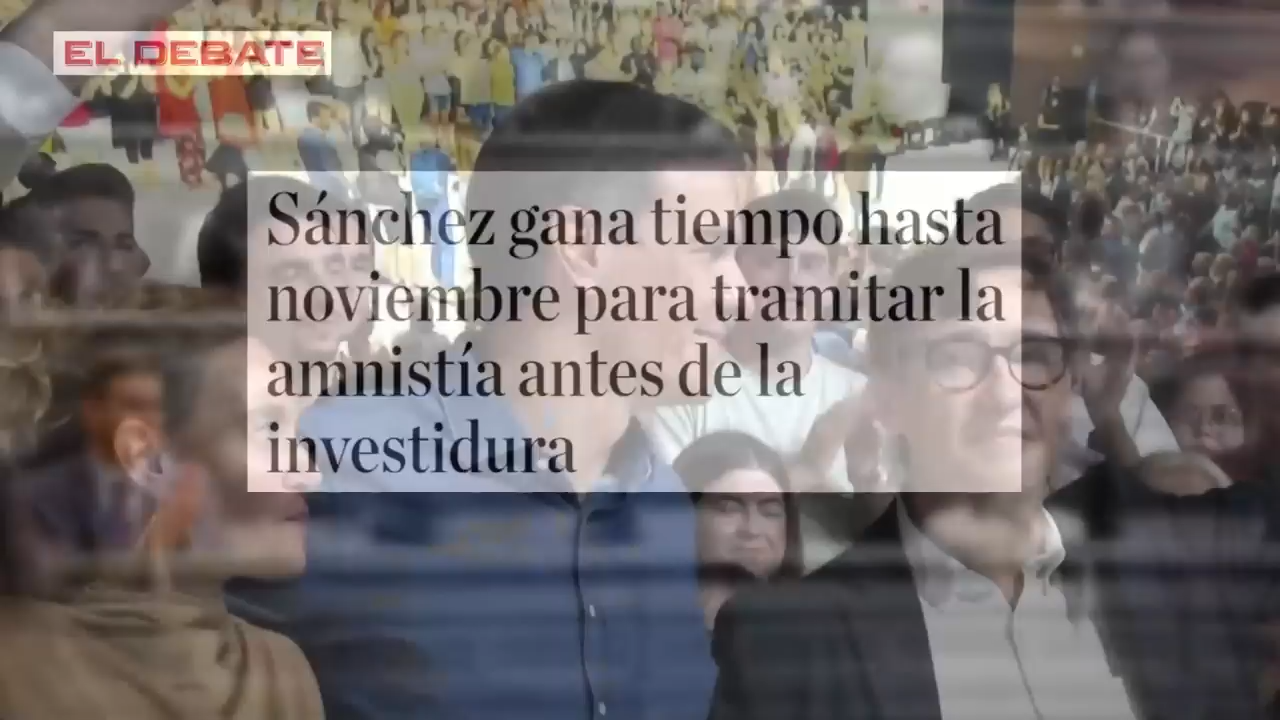 EL DEBATE
Sánchez gana tiempo hasta
noviembre para tramitar la
amnistía antes de la
investidura